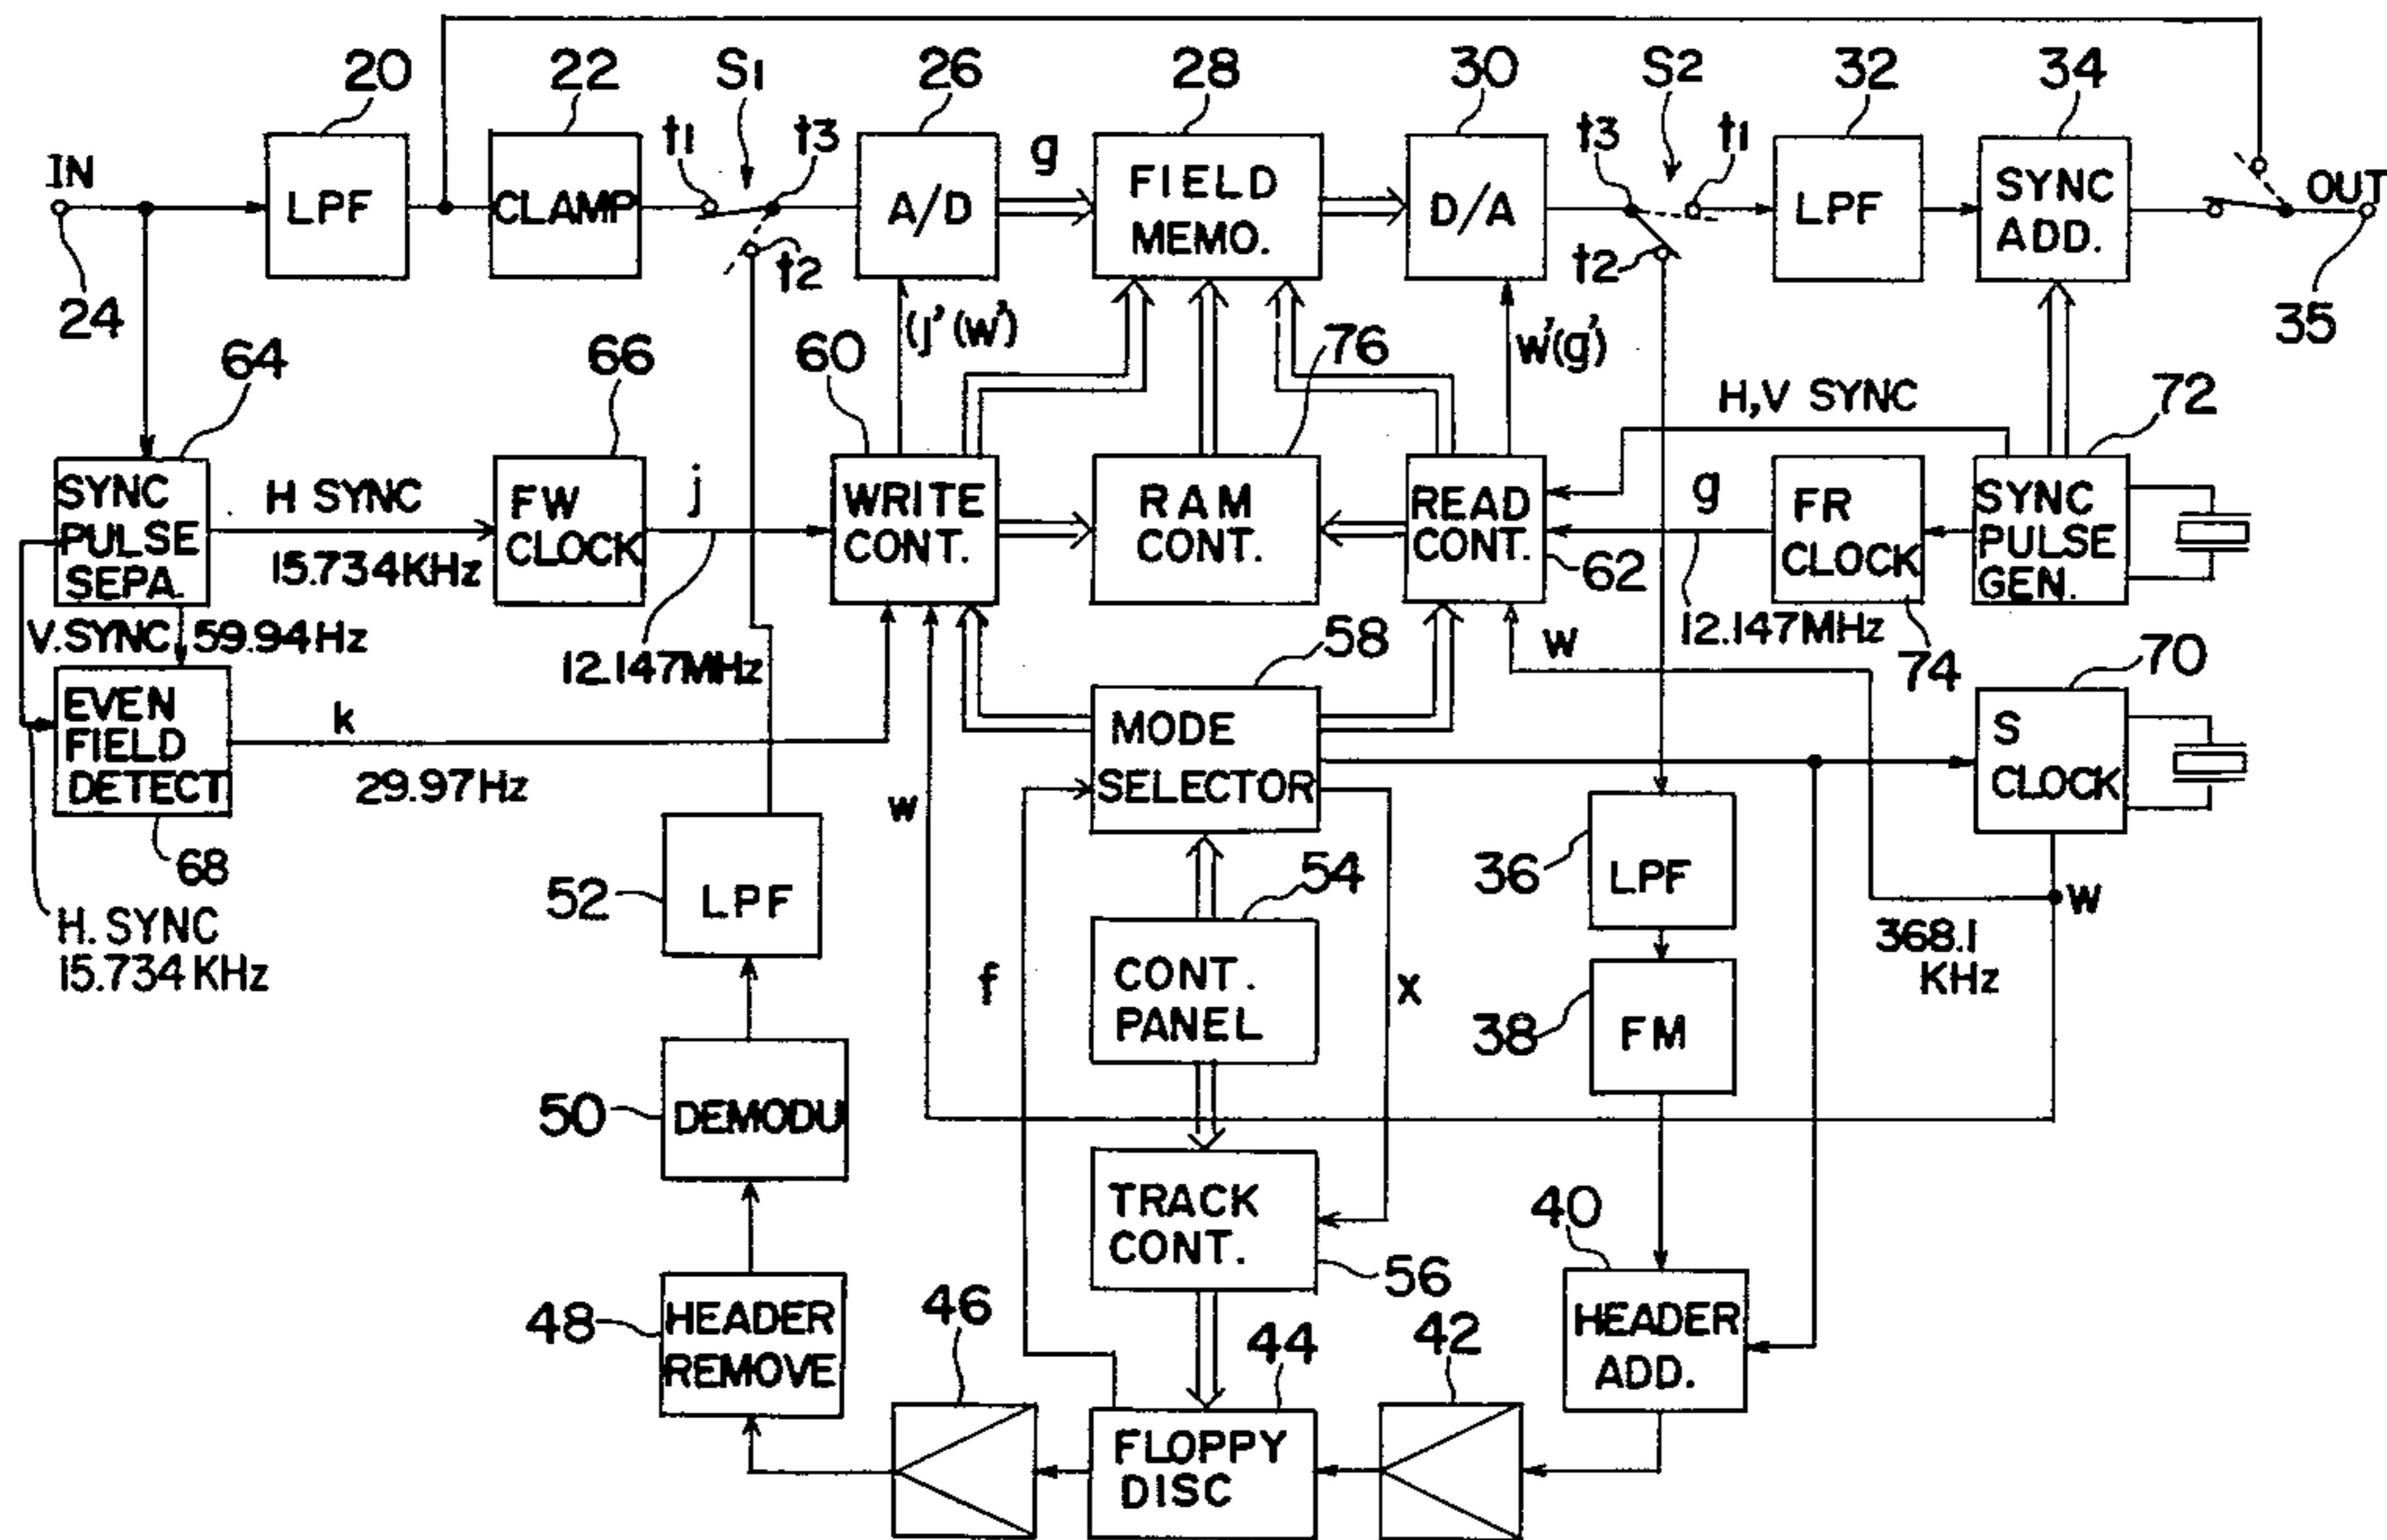 20
22
S1
26
28
30
S2
32
34
IN
LPF
CLAMP
t1
t3
t2
A/D
g
FIELD
MEMO.
D/A
t3
t1
t2
LPF
SYNC
ADD.
OUT
24
35
64
66
60
(j'(w')
76
w'(g')
H,V SYNC
72
SYNC
PULSE
SEPA.
H SYNC
15.734KHz
FW
CLOCK
j
12.147MHz
WRITE
CONT.
RAM
CONT.
READ
CONT.
62
g
12.147MHz
FR
CLOCK
74
SYNC
PULSE
GEN.
V.SYNC 59.94Hz
58
w
70
EVEN
FIELD
DETECT
k
29.97Hz
68
H. SYNC
15.734KHz
MODE
SELECTOR
S
CLOCK
w
52
LPF
54
36
LPF
W
368.1
KHz
f
CONT.
PANEL
x
38
FM
50
DEMODU
TRACK
CONT.
56
40
HEADER
ADD.
48
HEADER
REMOVE
46
44
42
FLOPPY
DISC